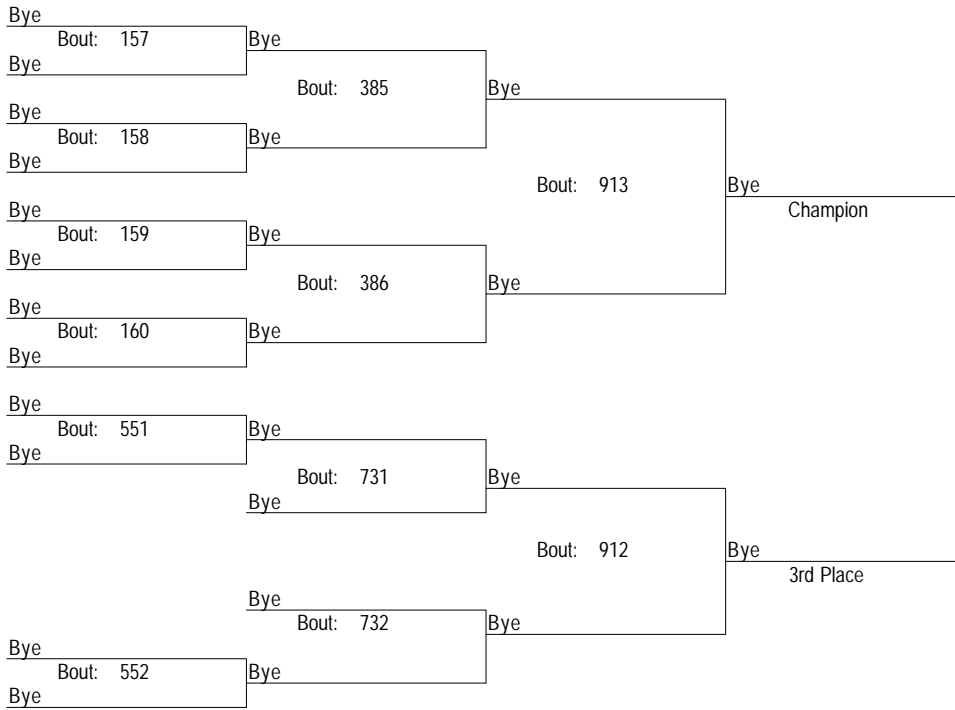 Bye
Bout: 157 Bye
Bye
Bout: 385 Bye
Bye
Bout: 158 Bye
Bye
Bout: 913 Bye
Champion
Bye
Bout: 159 Bye
Bye
Bout: 386 Bye
Bye
Bout: 160 Bye
Bye
Bye
Bout: 551 Bye
Bye
Bout: 731 Bye
Bye
Bout: 912 Bye
3rd Place
Bye
Bout: 732 Bye
Bye
Bout: 552 Bye
Bye